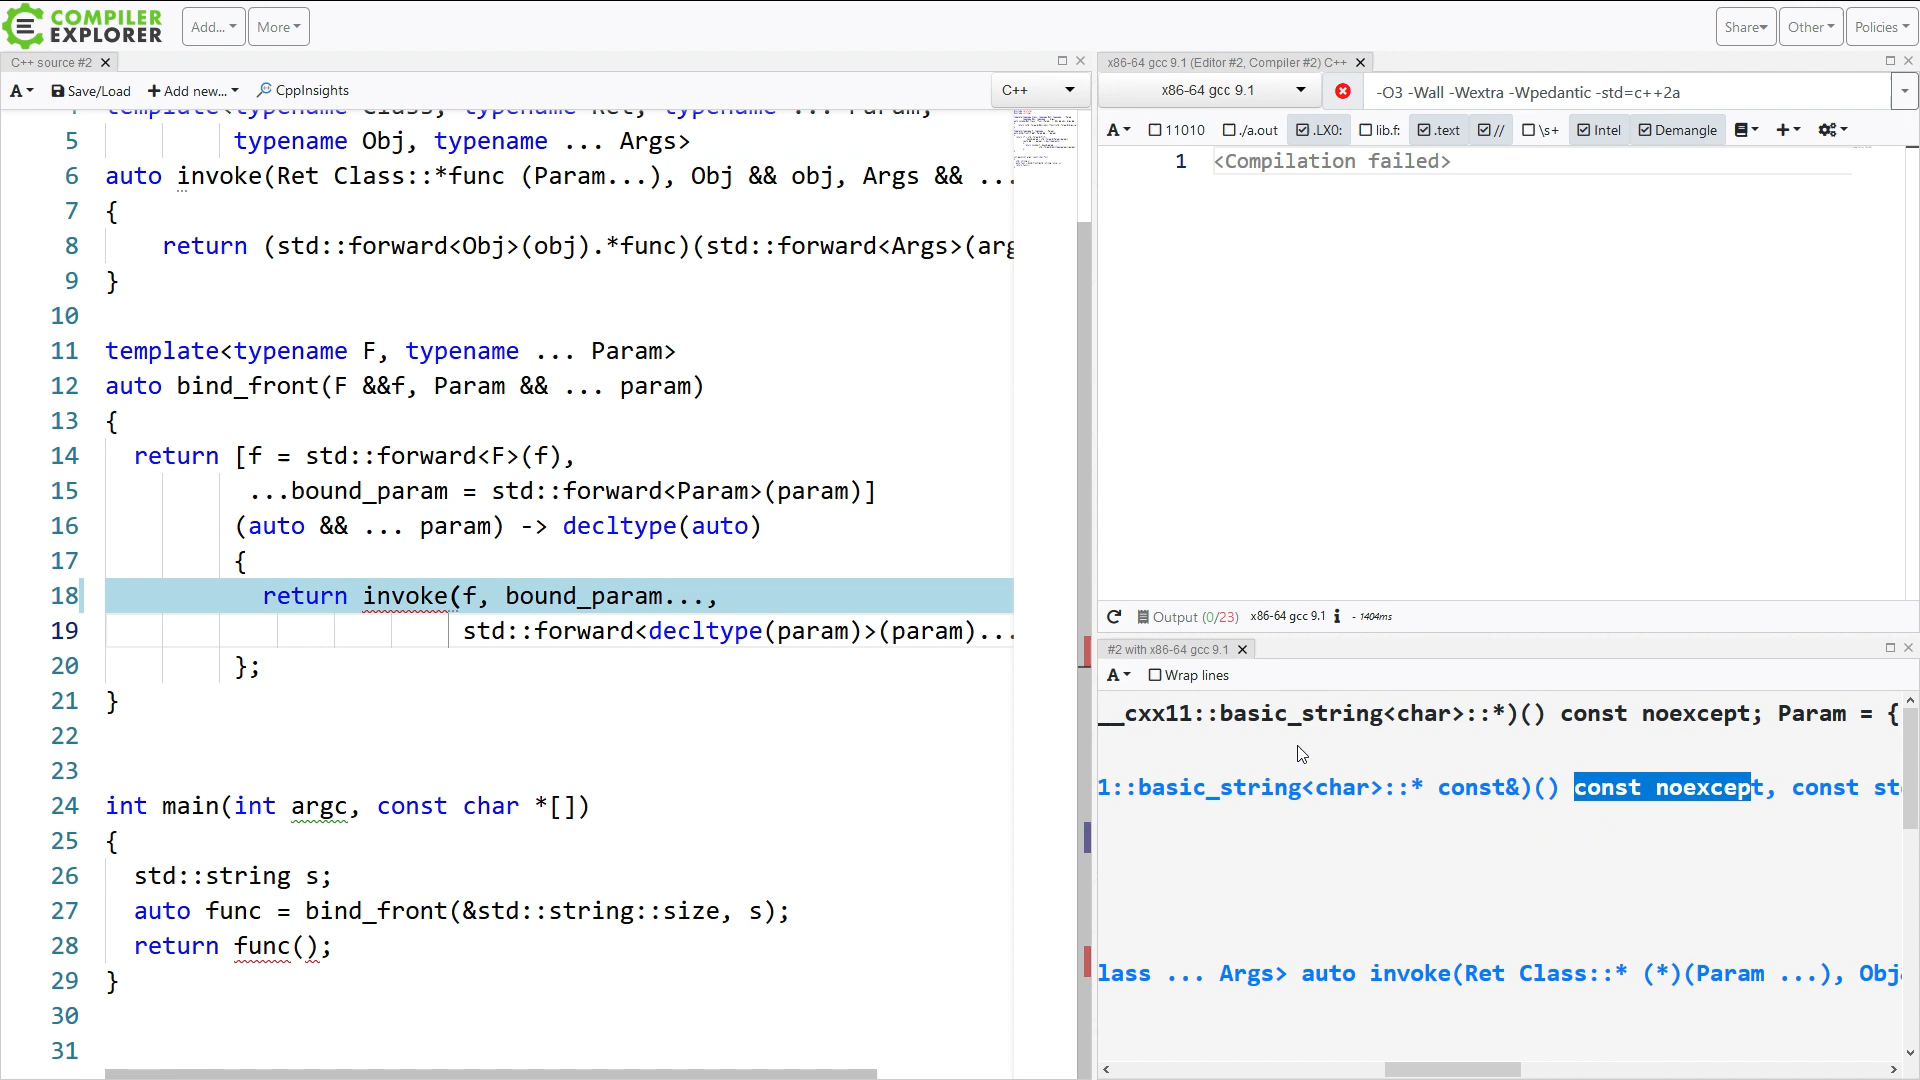 COMPILER
EXPLORER
Add...
More
Share
Other
Policies
C++ source #2
A
Save/Load
Add new...
CppInsights
C++
4 template<typename Class, typename Ret, typename ... Param,
5 typename Obj, typename ... Args>
6 auto invoke(Ret Class::*func (Param...), Obj && obj, Args && ...
7 {
8 return (std::forward<Obj>(obj).*func)(std::forward<Args>(arg
9 }
10
11 template<typename F, typename ... Param>
12 auto bind_front(F &&f, Param && ... param)
13 {
14 return [f = std::forward<F>(f),
15 ...bound_param = std::forward<Param>(param)]
16 (auto && ... param) -> decltype(auto)
17 {
18 return invoke(f, bound_param...,
19 std::forward<decltype(param)>(param)...
20 };
21 }
22
23
24 int main(int argc, const char *[])
25 {
26 std::string s;
27 auto func = bind_front(&std::string::size, s);
28 return func();
29 }
30
31
x86-64 gcc 9.1 (Editor #2, Compiler #2) C++
x86-64 gcc 9.1
-O3 -Wall -Wextra -Wpedantic -std=c++2a
A
11010
./a.out
.LX0:
lib.f:
.text
//
\s+
Intel
Demangle
1 <Compilation failed>
Output (0/23) x86-64 gcc 9.1 i - 1404ms
#2 with x86-64 gcc 9.1
A
Wrap lines
__cxx11::basic_string<char>::*)() const noexcept; Param = {
1::basic_string<char>::* const&)() const noexcept, const st
lass ... Args> auto invoke(Ret Class::* (*)(Param ...), Obj